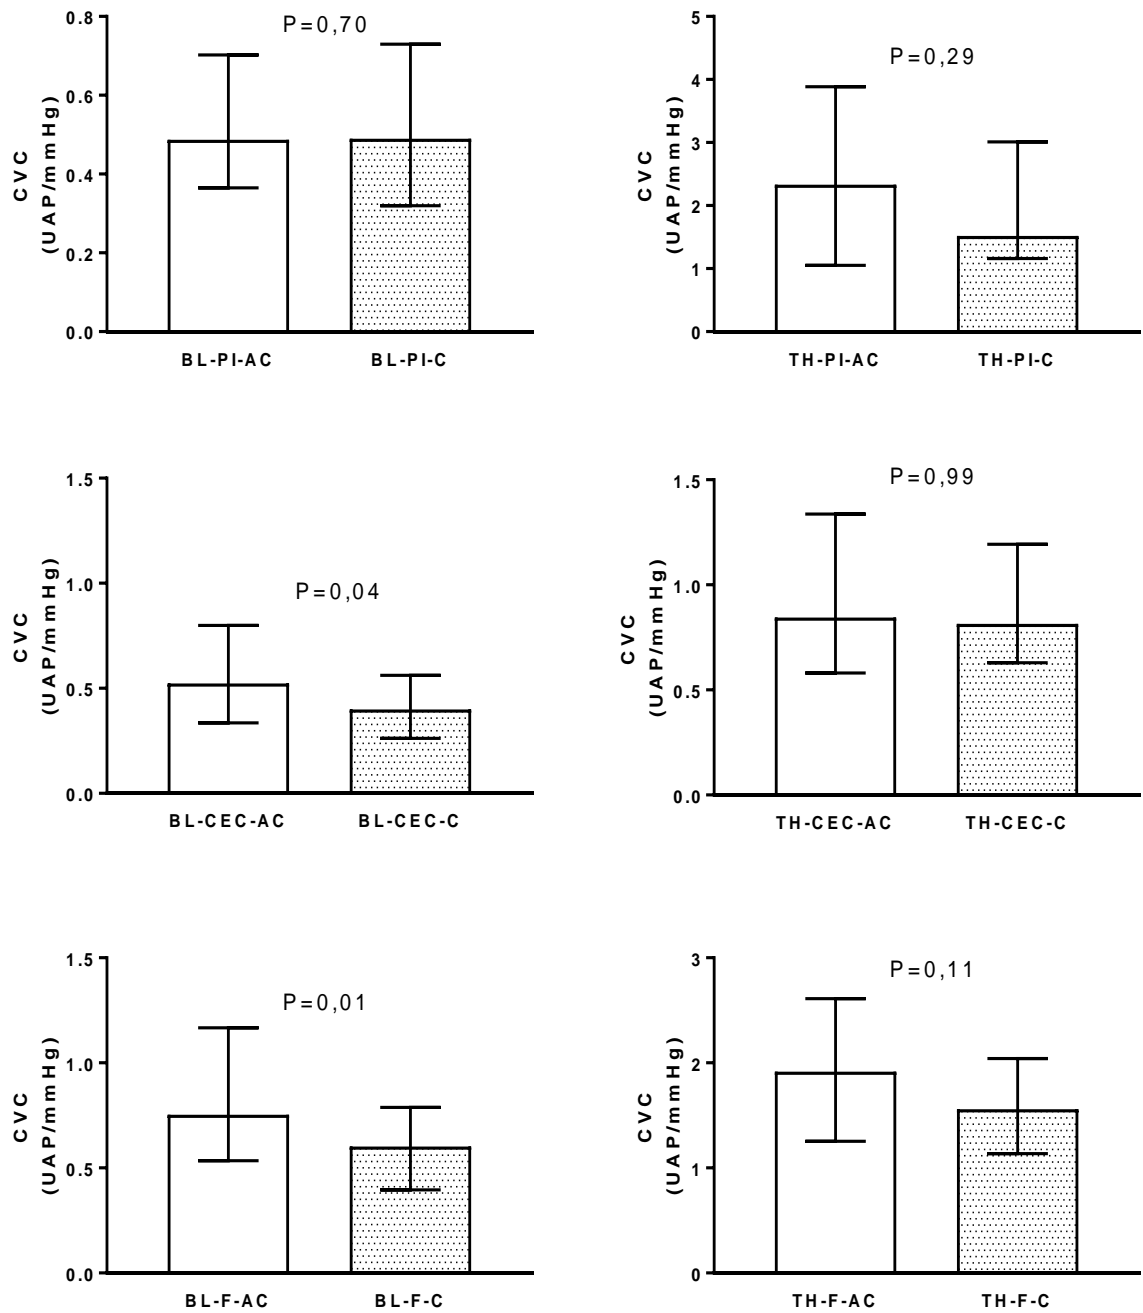 P=0,70
CVC
(UAP/mmHg)
0.8
0.6
0.4
0.2
0.0
BL-PI-AC BL-PI-C
P=0,29
CVC
(UAP/mmHg)
5
4
3
2
1
0
TH-PI-AC TH-PI-C
P=0,04
CVC
(UAP/mmHg)
1.5
1.0
0.5
0.0
BL-CEC-AC BL-CEC-C
P=0,99
CVC
(UAP/mmHg)
1.5
1.0
0.5
0.0
TH-CEC-AC TH-CEC-C
P=0,01
CVC
(UAP/mmHg)
1.5
1.0
0.5
0.0
BL-F-AC BL-F-C
P=0,11
CVC
(UAP/mmHg)
3
2
1
0
TH-F-AC TH-F-C